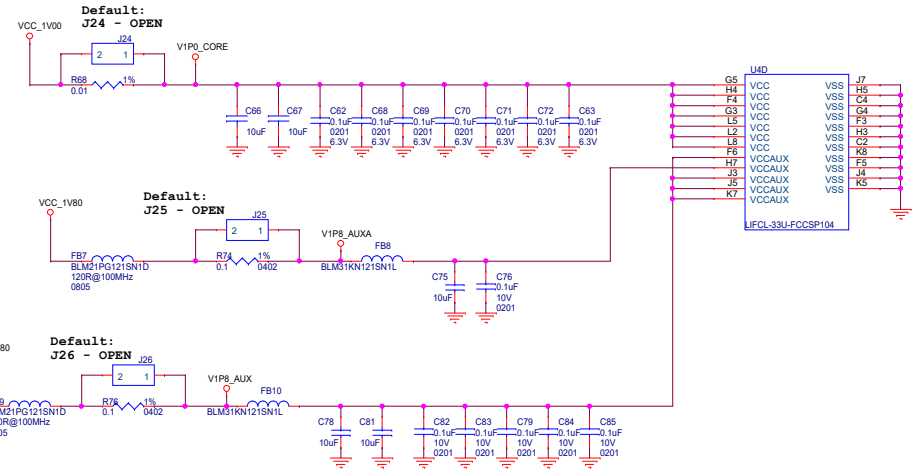 Default:
J24 - OPEN
VCC_1V00
J24
2 1
V1P0_CORE
R68 1%
0.01
C66
10uF
C67
10uF
C62
0.1uF
0201
6.3V
C68
0.1uF
0201
6.3V
C69
0.1uF
0201
6.3V
C70
0.1uF
0201
6.3V
C71
0.1uF
0201
6.3V
C72
0.1uF
0201
6.3V
C63
0.1uF
0201
6.3V
U4D
G5 VCC VSS J7
H4 VCC VSS H5
F4 VCC VSS C4
G3 VCC VSS G4
L5 VCC VSS F3
L2 VCC VSS H3
L8 VCC VSS C2
F6 VCCAUX VSS K8
H7 VCCAUX VSS F5
J3 VCCAUX VSS J4
J5 VCCAUX VSS K5
K7 VCCAUX
LIFCL-33U-FCCSP104
Default:
J25 - OPEN
VCC_1V80
J25
2 1
V1P8_AUXA
FB7
BLM21PG121SN1D
120R@100MHz
0805
R74 1%
0.1 0402
FB8
BLM31KN121SN1L
C75
10uF
C76
0.1uF
10V
0201
Default:
J26 - OPEN
80
J26
2 1
V1P8_AUX
9
M21PG121SN1D
0R@100MHz
05
R76 1%
0.1 0402
FB10
BLM31KN121SN1L
C78
10uF
C81
10uF
C82
0.1uF
10V
0201
C83
0.1uF
10V
0201
C79
0.1uF
10V
0201
C84
0.1uF
10V
0201
C85
0.1uF
10V
0201